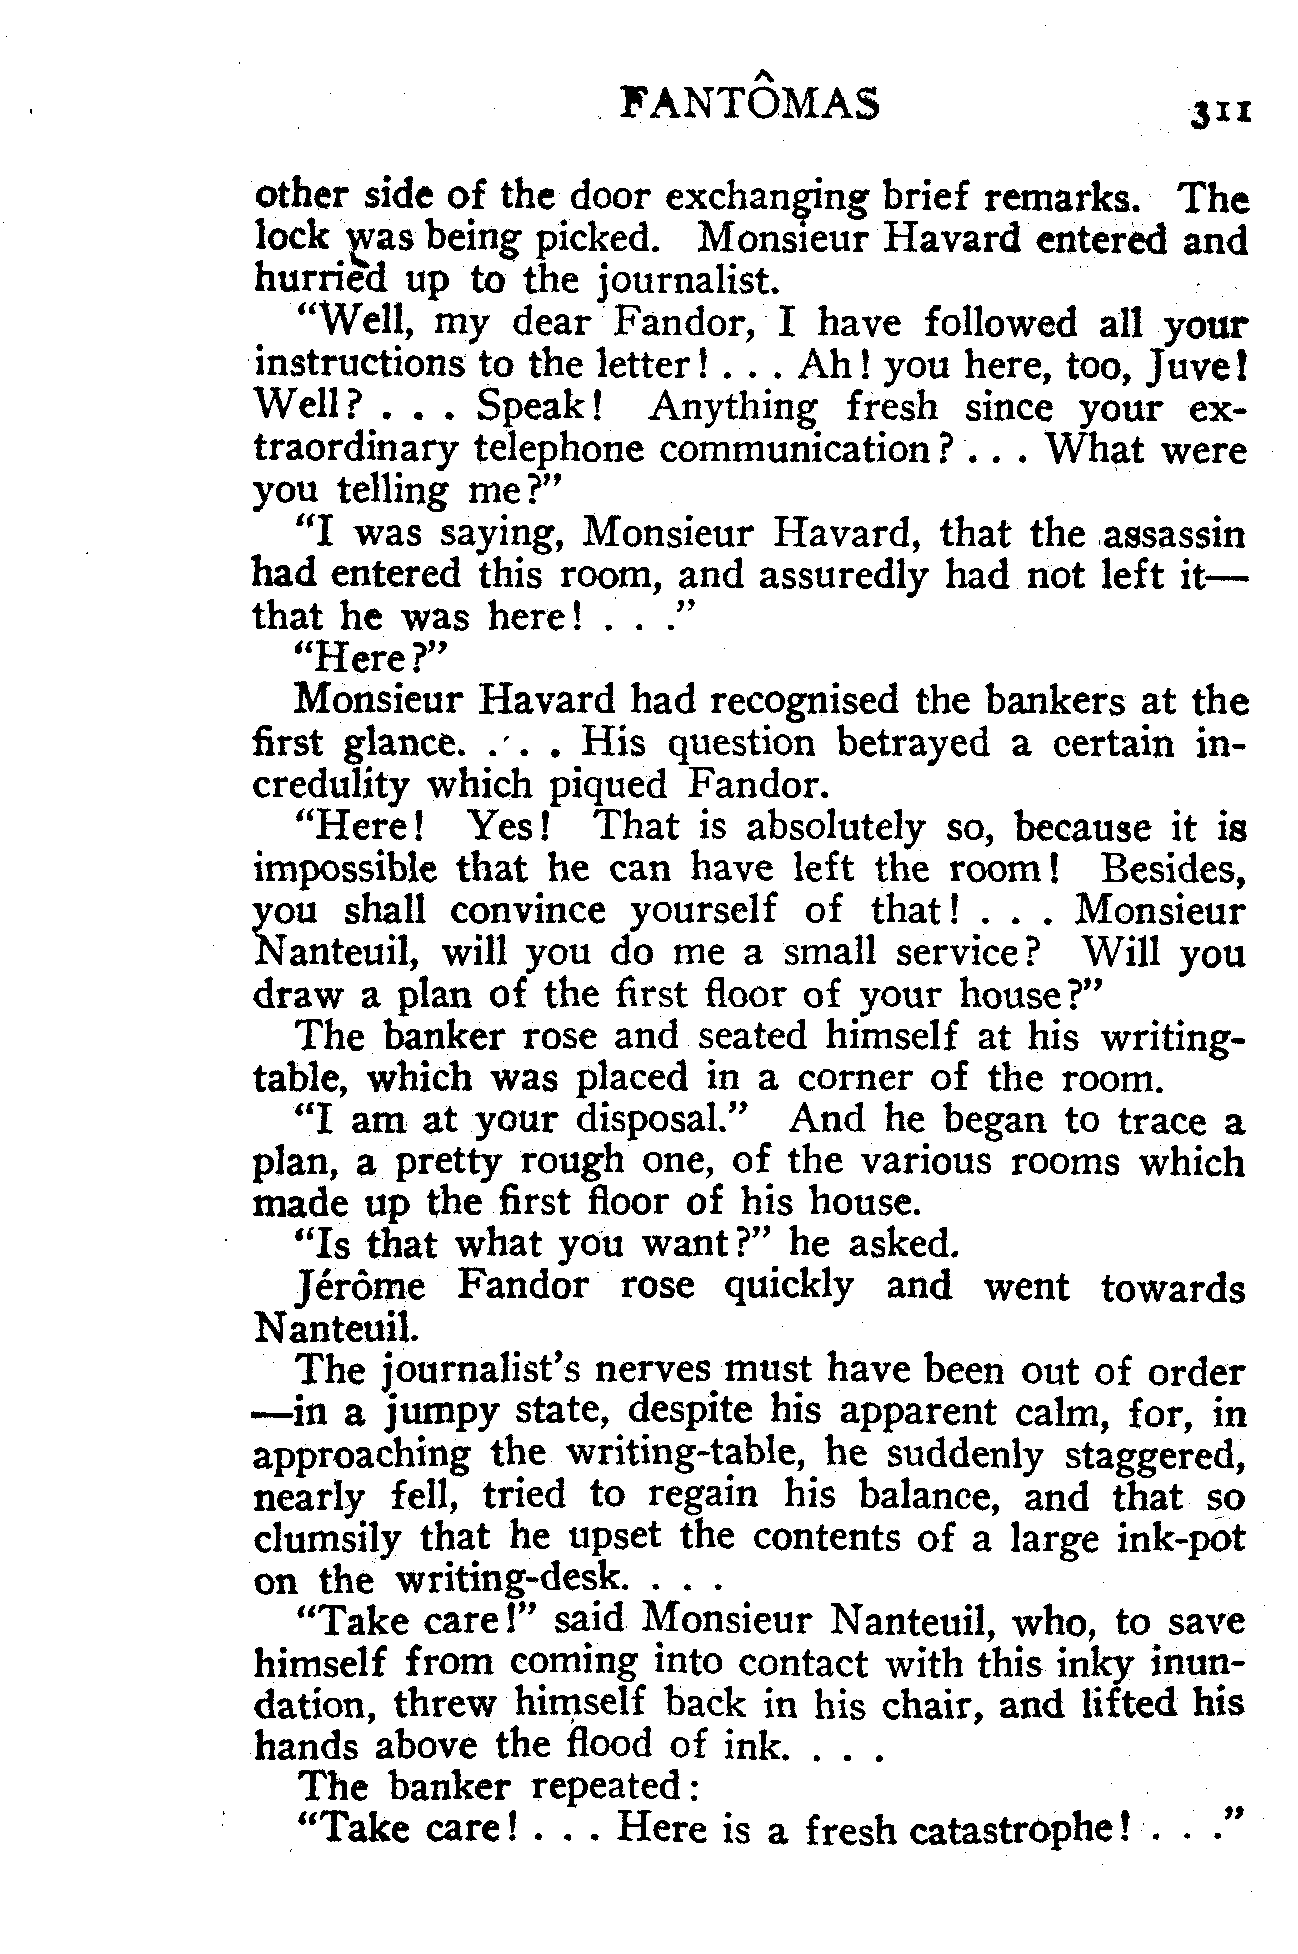 FANTÔMAS 311
other side of the door exchanging brief remarks. The
lock was being picked. Monsieur Havard entered and
hurried up to the journalist.
“Well, my dear Fandor, I have followed all your
instructions to the letter! . . . Ah! you here, too, Juve!
Well? . . . Speak! Anything fresh since your ex-
traordinary telephone communication? . . . What were
you telling me?”
“I was saying, Monsieur Havard, that the assassin
had entered this room, and assuredly had not left it—
that he was here! . . .”
“Here?”
Monsieur Havard had recognised the bankers at the
first glance. . . . His question betrayed a certain in-
credulity which piqued Fandor.
“Here! Yes! That is absolutely so, because it is
impossible that he can have left the room! Besides,
you shall convince yourself of that! . . . Monsieur
Nanteuil, will you do me a small service? Will you
draw a plan of the first floor of your house?”
The banker rose and seated himself at his writing-
table, which was placed in a corner of the room.
“I am at your disposal.” And he began to trace a
plan, a pretty rough one, of the various rooms which
made up the first floor of his house.
“Is that what you want?” he asked.
Jérôme Fandor rose quickly and went towards
Nanteuil.
The journalist’s nerves must have been out of order
—in a jumpy state, despite his apparent calm, for, in
approaching the writing-table, he suddenly staggered,
nearly fell, tried to regain his balance, and that so
clumsily that he upset the contents of a large ink-pot
on the writing-desk. . . .
“Take care!” said Monsieur Nanteuil, who, to save
himself from coming into contact with this inky inun-
dation, threw himself back in his chair, and lifted his
hands above the flood of ink. . . .
The banker repeated:
“Take care! . . . Here is a fresh catastrophe! . . .”